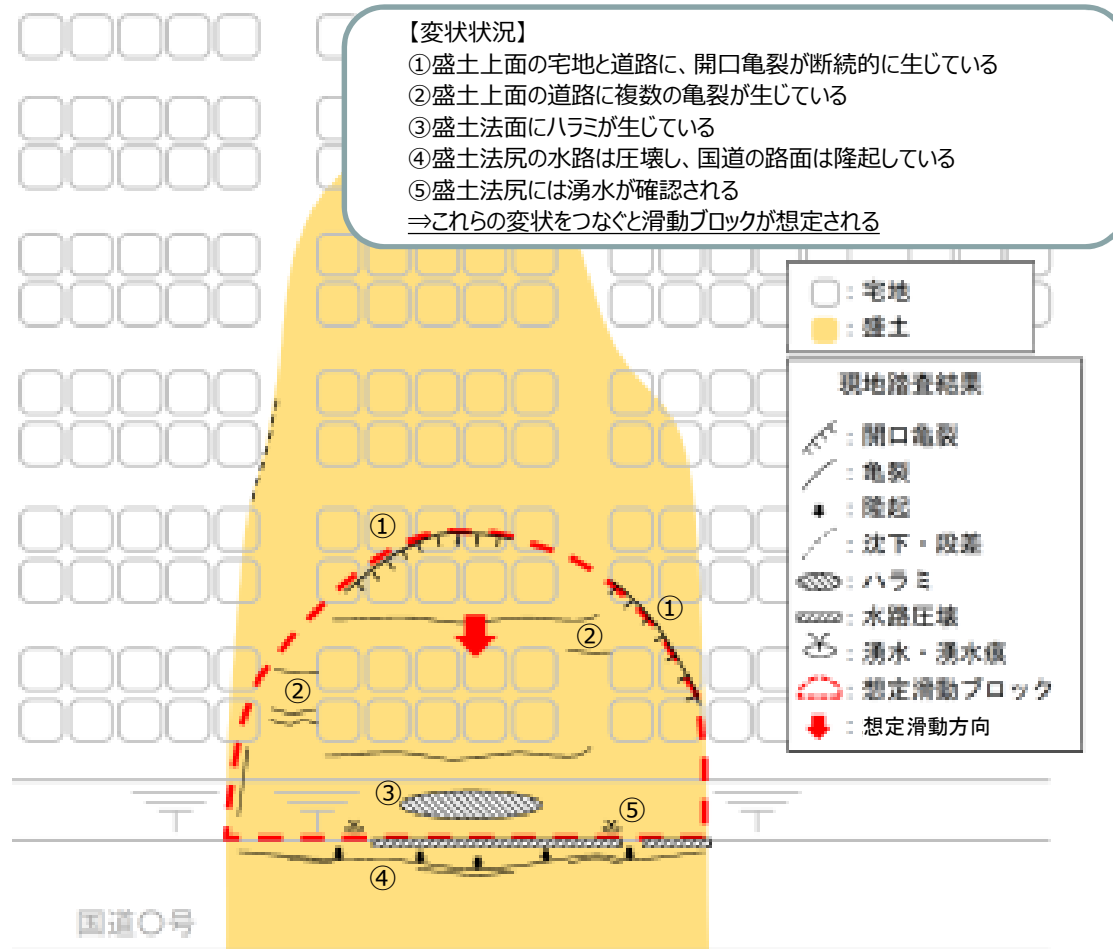 【変状状況】
①盛土上面の宅地と道路に、開口亀裂が断続的に生じている
②盛土上面の道路に複数の亀裂が生じている
③盛土法面にハラミが生じている
④盛土法尻の水路は圧壊し、国道の路面は隆起している
⑤盛土法尻には湧水が確認される
⇒これらの変状をつなぐと滑動ブロックが想定される
：宅地
：盛土
現地踏査結果
：開口亀裂
：亀裂
：隆起
：沈下・段差
：ハラミ
：水路圧壊
：湧水・湧水痕
：想定滑動ブロック
：想定滑動方向
①
①
②
②
③
⑤
④
国道〇号